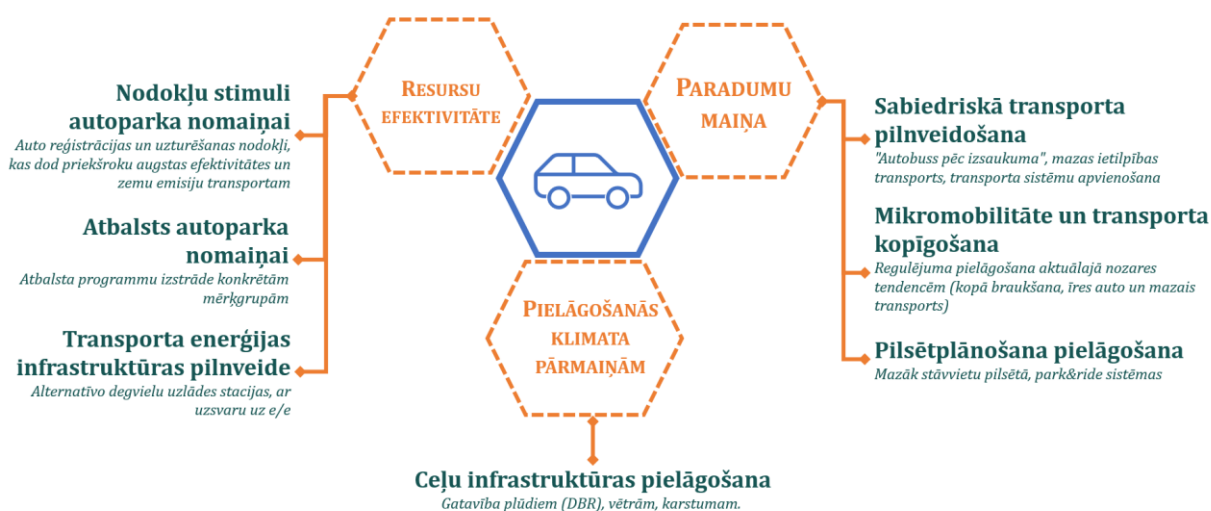 RESURSU
EFEKTIVITĀTE
Nodokļu stimuli
autoparka nomaiņai
Auto reģistrācijas un uzturēšanas nodokļi,
kas dod priekšroku augstas efektivitātes un
zemu emisiju transportam
Atbalsts autoparka
nomaiņai
Atbalsta programmu izstrāde konkrētām
mērķgrupām
Transporta enerģijas
infrastruktūras pilnveide
Alternatīvo degvielu uzlādes stacijas, ar
uzsvaru uz e/e
PARADUMU
MAIŅA
Sabiedriskā transporta
pilnveidošana
"Autobuss pēc izsaukuma", mazas ietilpības
transports, transporta sistēmu apvienošana
Mikromobilitāte un transporta
kopīgošana
Regulējuma pielāgošana aktuālajā nozares
tendencēm (kopā braukšana, īres auto un mazais
transports)
Pilsētplānošana pielāgošana
Mazāk stāvvietu pilsētā, park&ride sistēmas
PIELĀGOŠANĀS
KLIMATA
PĀRMAIŅĀM
Ceļu infrastruktūras pielāgošana
Gatavība plūdiem (DBR), vētrām, karstumam.